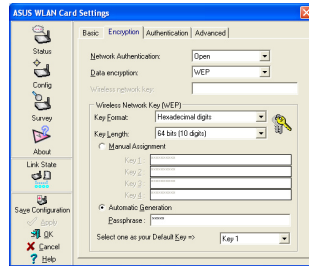 ASUS WLAN Card Settings
Status
Config
Survey
About
Link State
Save Configuration
Apply
OK
Cancel
Help
Basic Encryption Authentication Advanced
Network Authentication: Open
Data encryption: WEP
Wireless network key:
Wireless Network Key (WEP)
Key Format: Hexadecimal digits
Key Length: 64 bits (10 digits)
Manual Assignment
Key 1: **********
Key 2: **********
Key 3: **********
Key 4: **********
Automatic Generation
Passphrase : *****
Select one as your Default Key => Key 1